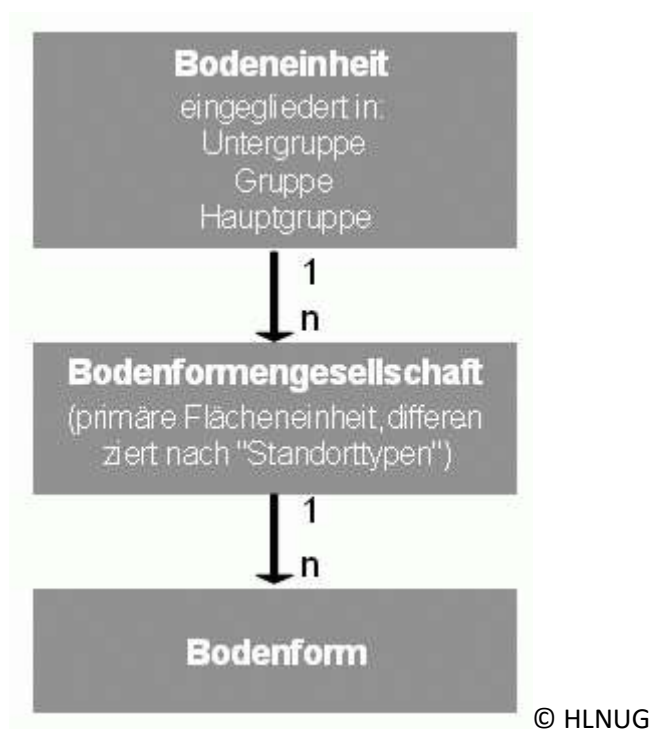 Bodeneinheit
eingegliedert in:
Untergruppe
Gruppe
Hauptgruppe
1
n
Bodenformengesellschaft
(primäre Flächeneinheit, differen
ziert nach "Standorttypen")
1
n
Bodenform
© HLNUG